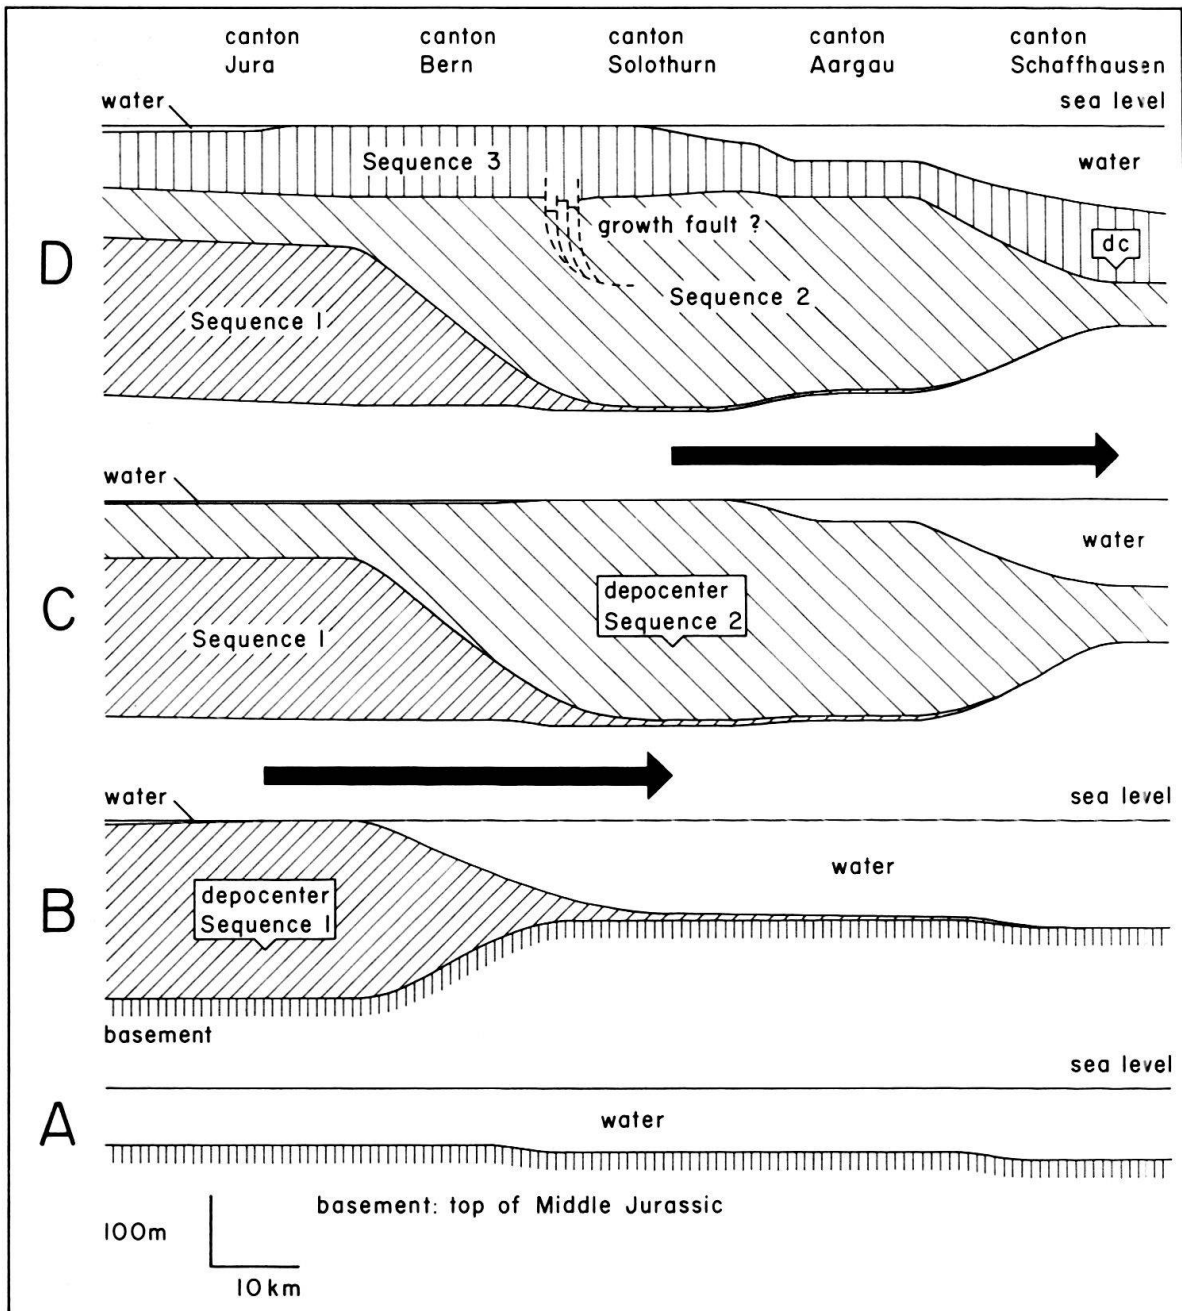 canton Jura
canton Bern
canton Solothurn
canton Aargau
canton Schaffhausen
water
sea level
Sequence 3
water
growth fault ?
dc
D
Sequence 2
Sequence 1
water
water
depocenter
Sequence 2
C
Sequence 1
water
sea level
water
depocenter
Sequence 1
B
basement
sea level
water
A
basement: top of Middle Jurassic
100m
10km